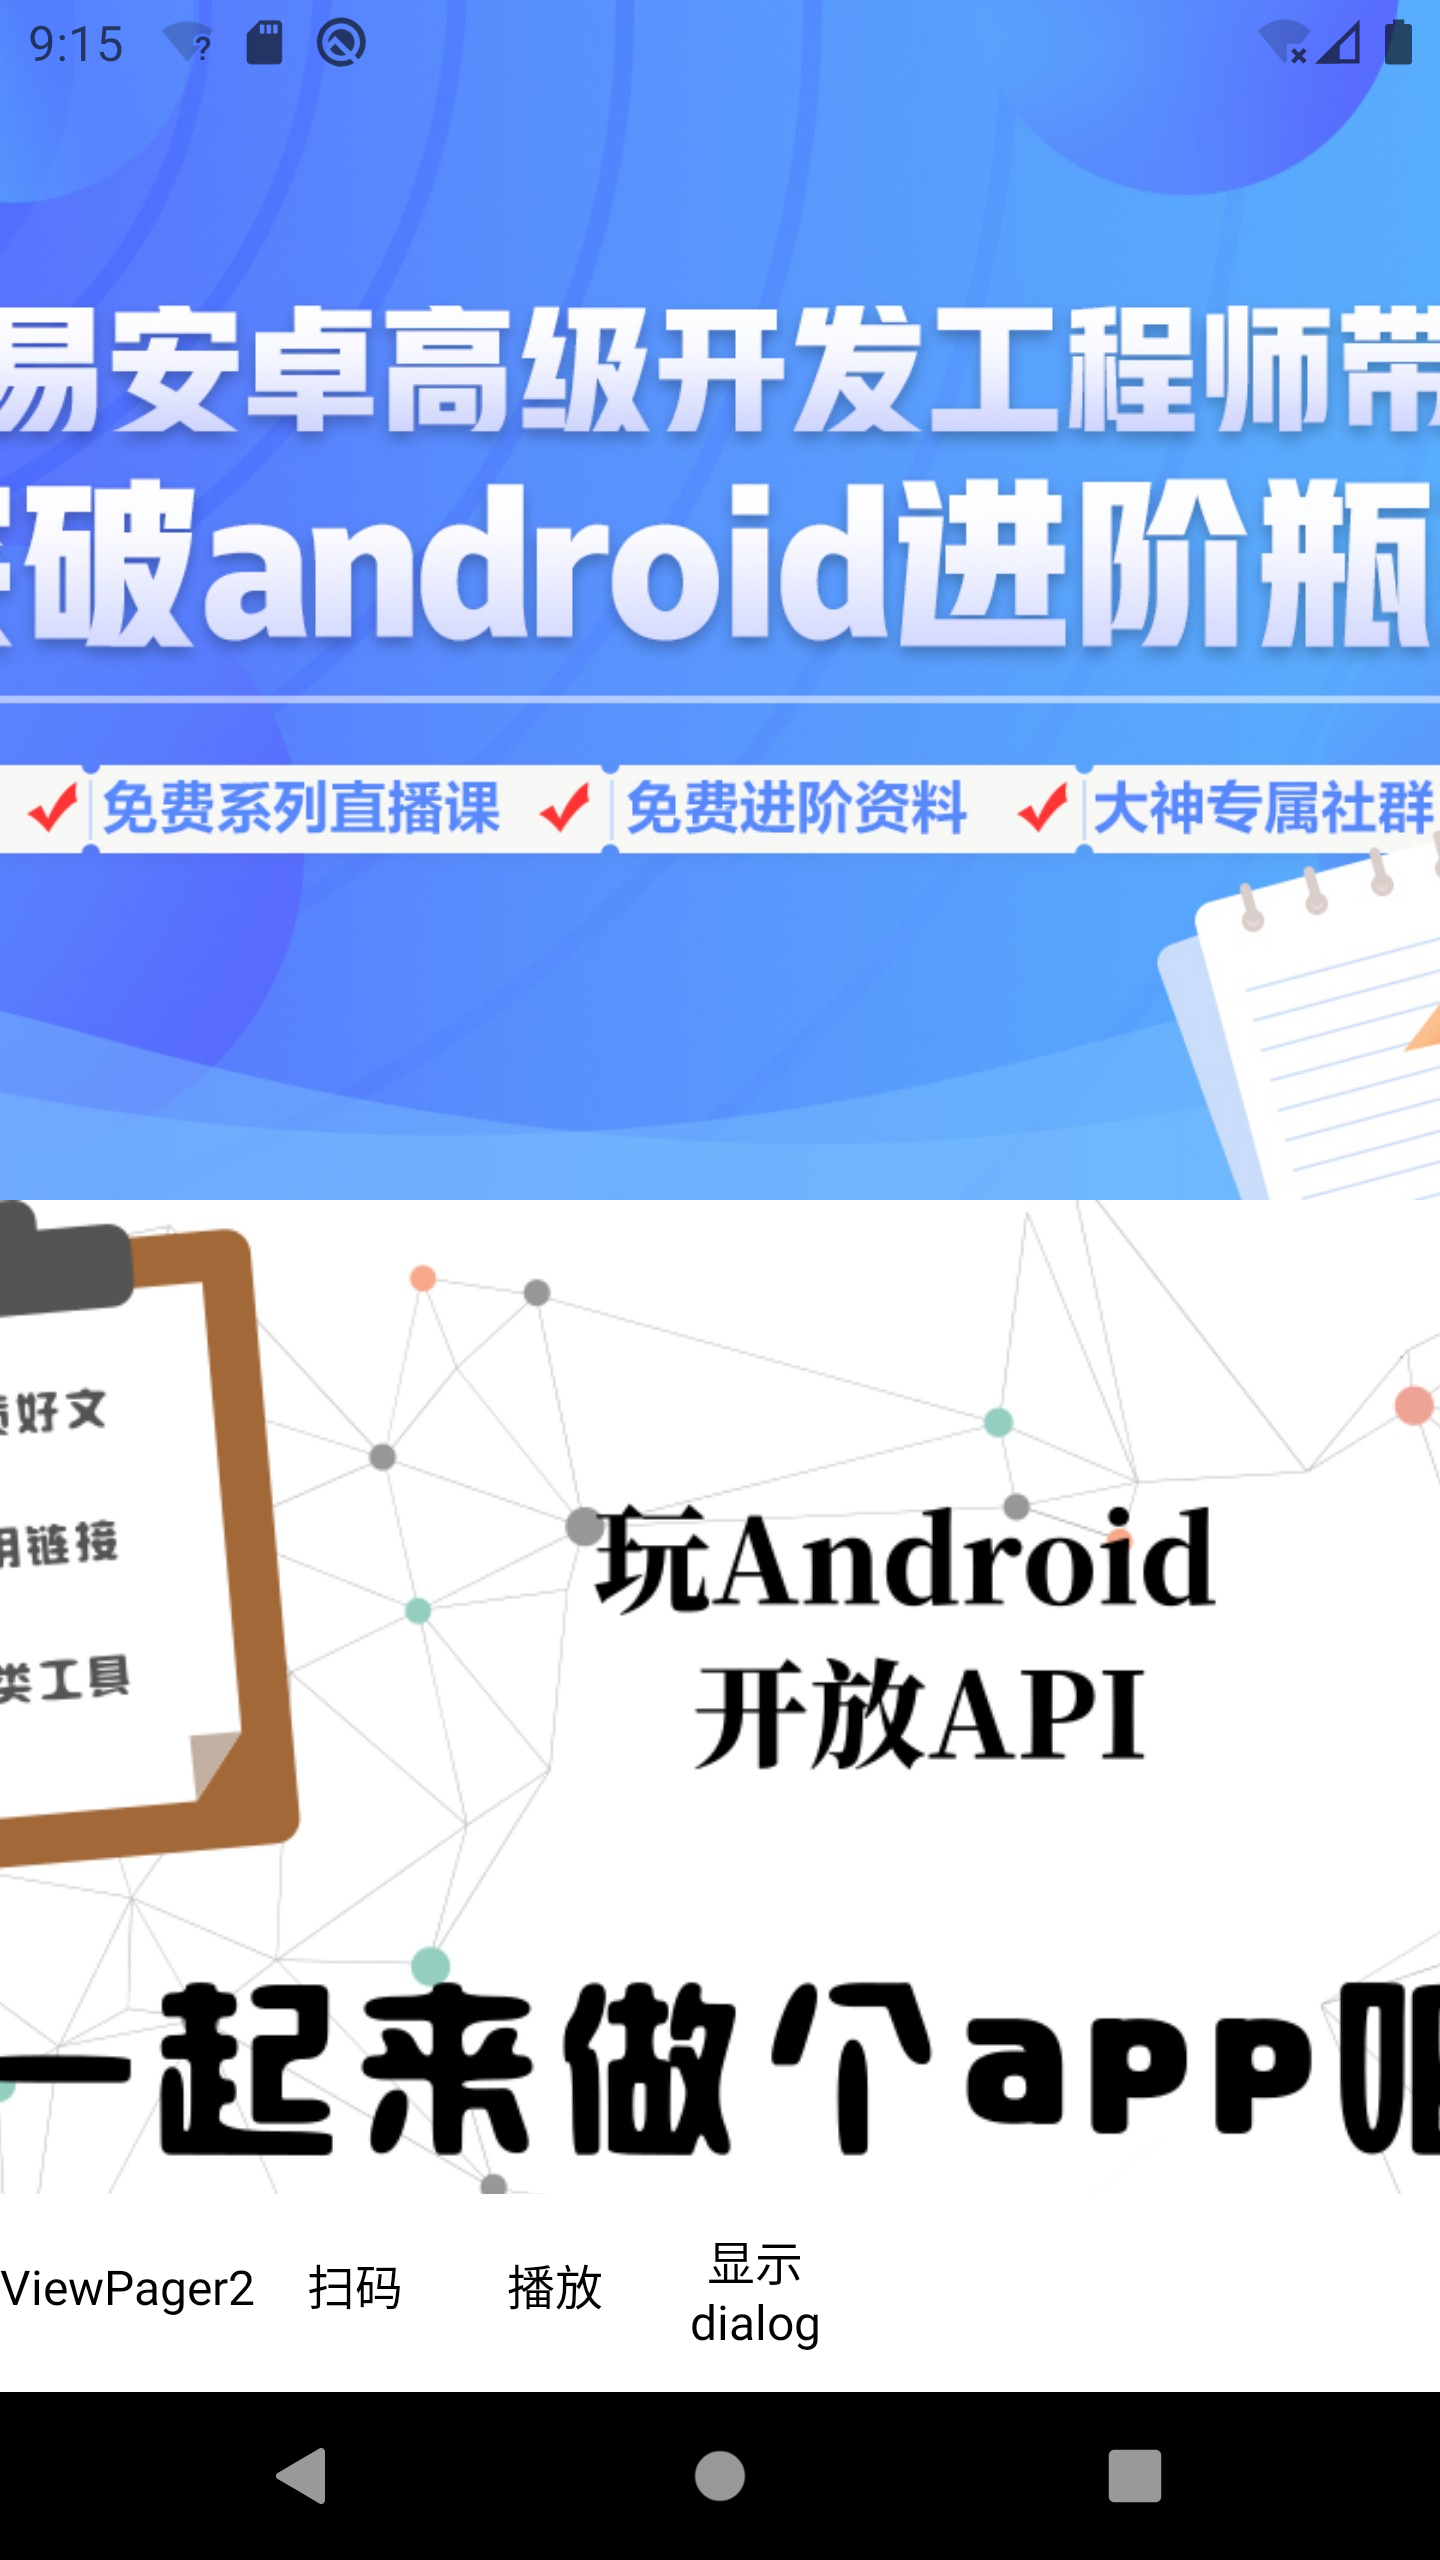 9:15
易安卓高级开发工程师带
破android进阶瓶
免费系列直播课 免费进阶资料 大神专属社群
好文
链接
类工具
玩Android
开放API
一起来做个app吧
ViewPager2 扫码 播放 显示
dialog